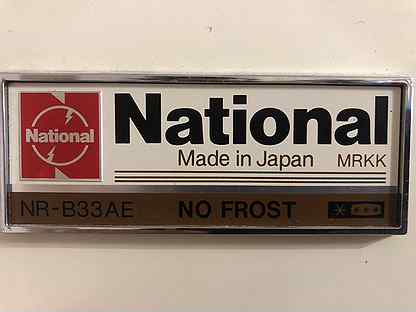 National
National
Made in Japan MRKK
NR-B33AE NO FROST